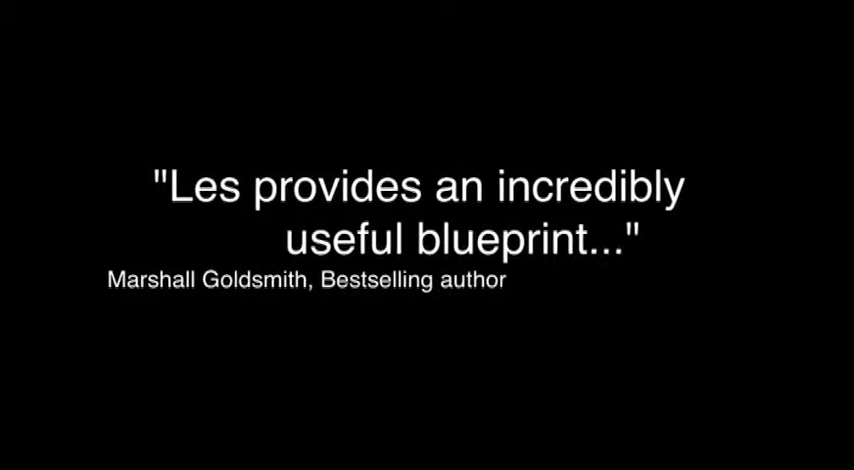 "Les provides an incredibly
useful blueprint..."
Marshall Goldsmith, Bestselling author